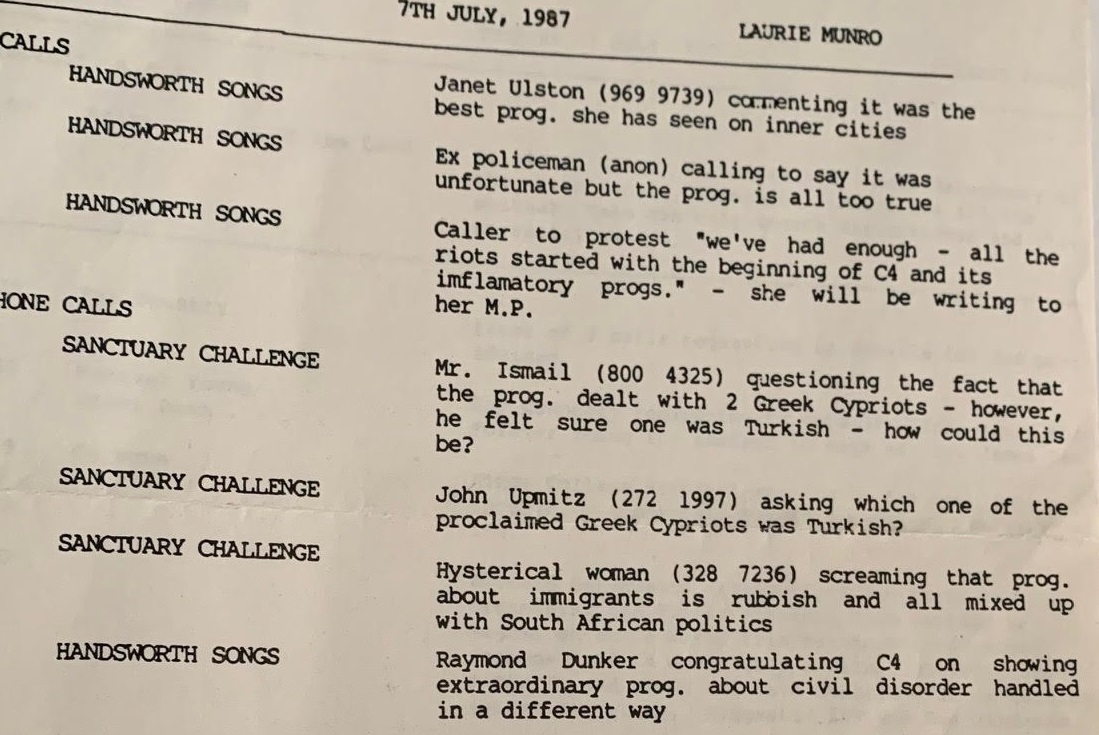 7TH JULY, 1987 LAURIE MUNRO
CALLS
HANDSWORTH SONGS Janet Ulston (969 9739) commenting it was the
best prog. she has seen on inner cities
HANDSWORTH SONGS Ex policeman (anon) calling to say it was
unfortunate but the prog. is all too true
HANDSWORTH SONGS Caller to protest "we've had enough - all the
riots started with the beginning of C4 and its
imflamatory progs." - she will be writing to
her M.P.
HONE CALLS
SANCTUARY CHALLENGE Mr. Ismail (800 4325) questioning the fact that
the prog. dealt with 2 Greek Cypriots - however,
he felt sure one was Turkish - how could this
be?
SANCTUARY CHALLENGE John Upmitz (272 1997) asking which one of the
proclaimed Greek Cypriots was Turkish?
SANCTUARY CHALLENGE Hysterical woman (328 7236) screaming that prog.
about immigrants is rubbish and all mixed up
with South African politics
HANDSWORTH SONGS Raymond Dunker congratulating C4 on showing
extraordinary prog. about civil disorder handled
in a different way